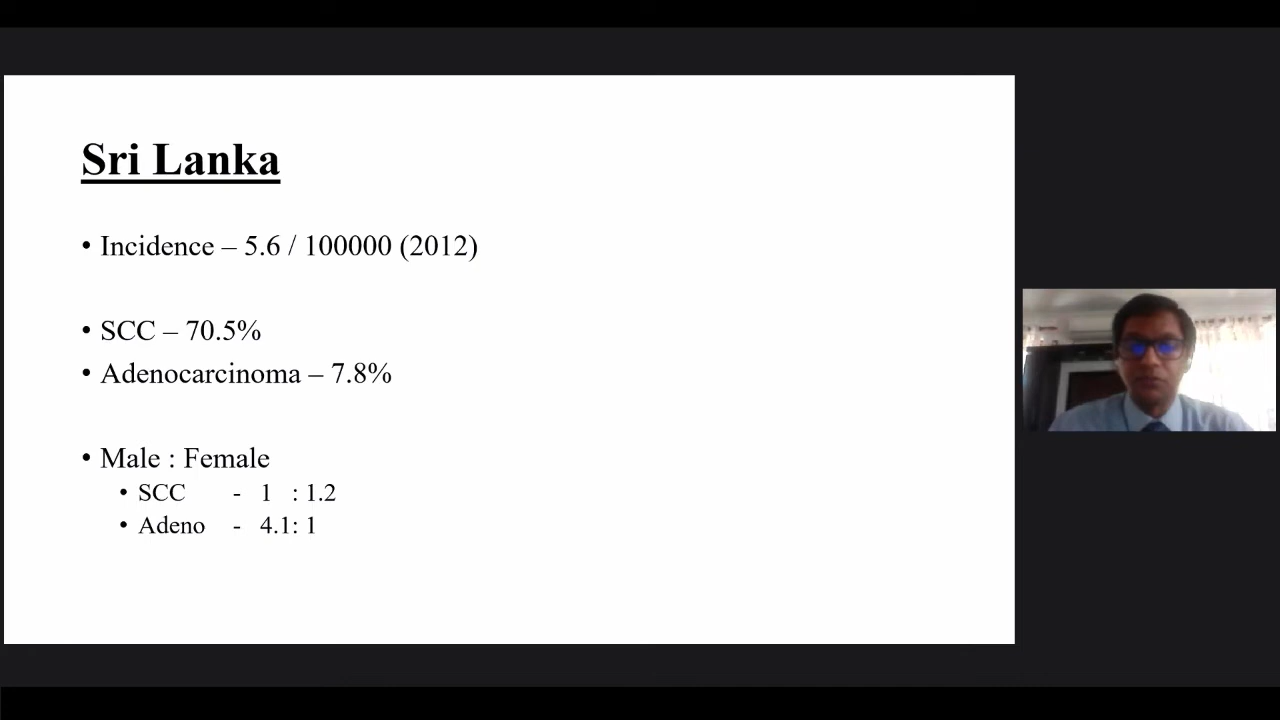 Sri Lanka
• Incidence – 5.6 / 100000 (2012)
• SCC – 70.5%
• Adenocarcinoma – 7.8%
• Male : Female
• SCC - 1 : 1.2
• Adeno - 4.1: 1